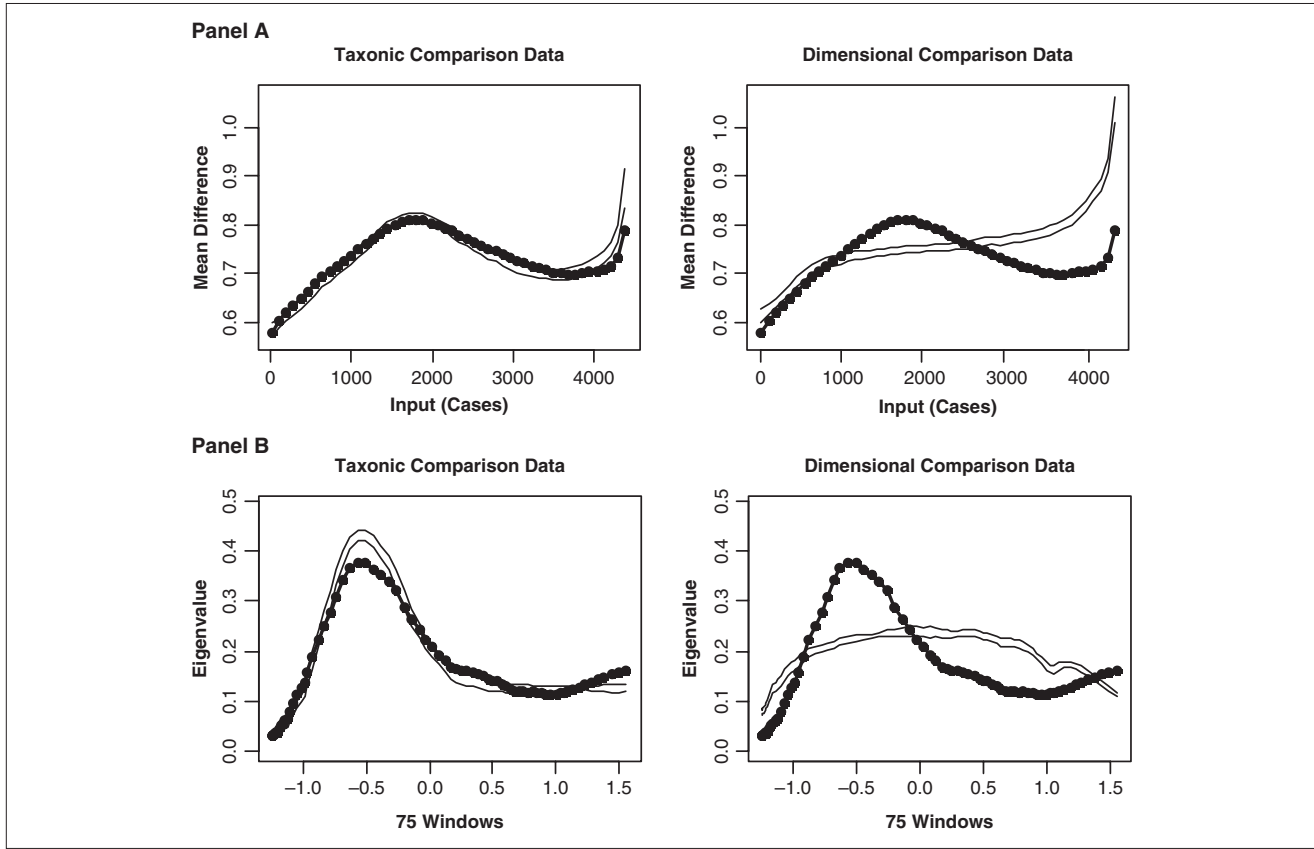 Panel A
Taxonic Comparison Data
Dimensional Comparison Data
Mean Difference
0.6 0.7 0.8 0.9 1.0
0 1000 2000 3000 4000
Input (Cases)
Mean Difference
0.6 0.7 0.8 0.9 1.0
0 1000 2000 3000 4000
Input (Cases)
Panel B
Taxonic Comparison Data
Dimensional Comparison Data
Eigenvalue
0.0 0.1 0.2 0.3 0.4 0.5
–1.0 –0.5 0.0 0.5 1.0 1.5
75 Windows
Eigenvalue
0.0 0.1 0.2 0.3 0.4 0.5
–1.0 –0.5 0.0 0.5 1.0 1.5
75 Windows